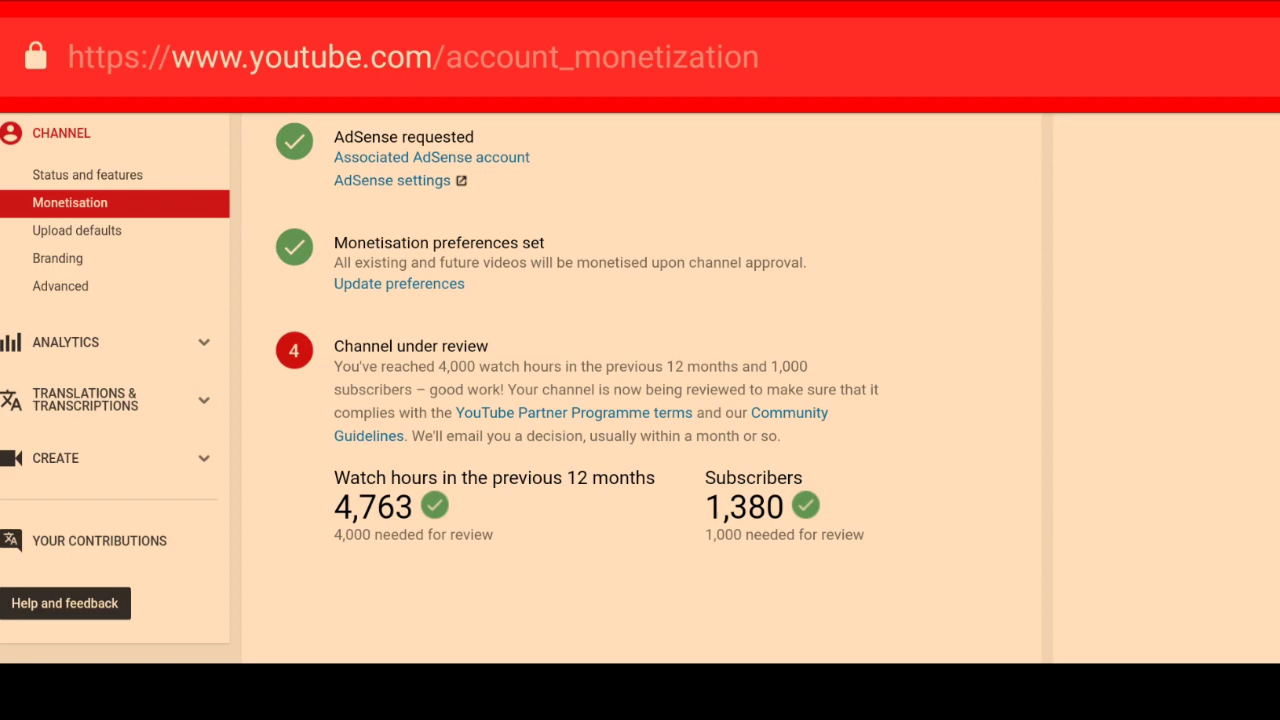 https://www.youtube.com/account_monetization
CHANNEL
Status and features
Monetisation
Upload defaults
Branding
Advanced
ANALYTICS
TRANSLATIONS &
TRANSCRIPTIONS
CREATE
YOUR CONTRIBUTIONS
Help and feedback
AdSense requested
Associated AdSense account
AdSense settings
Monetisation preferences set
All existing and future videos will be monetised upon channel approval.
Update preferences
4
Channel under review
You've reached 4,000 watch hours in the previous 12 months and 1,000
subscribers – good work! Your channel is now being reviewed to make sure that it
complies with the YouTube Partner Programme terms and our Community
Guidelines. We'll email you a decision, usually within a month or so.
Watch hours in the previous 12 months
4,763
4,000 needed for review
Subscribers
1,380
1,000 needed for review